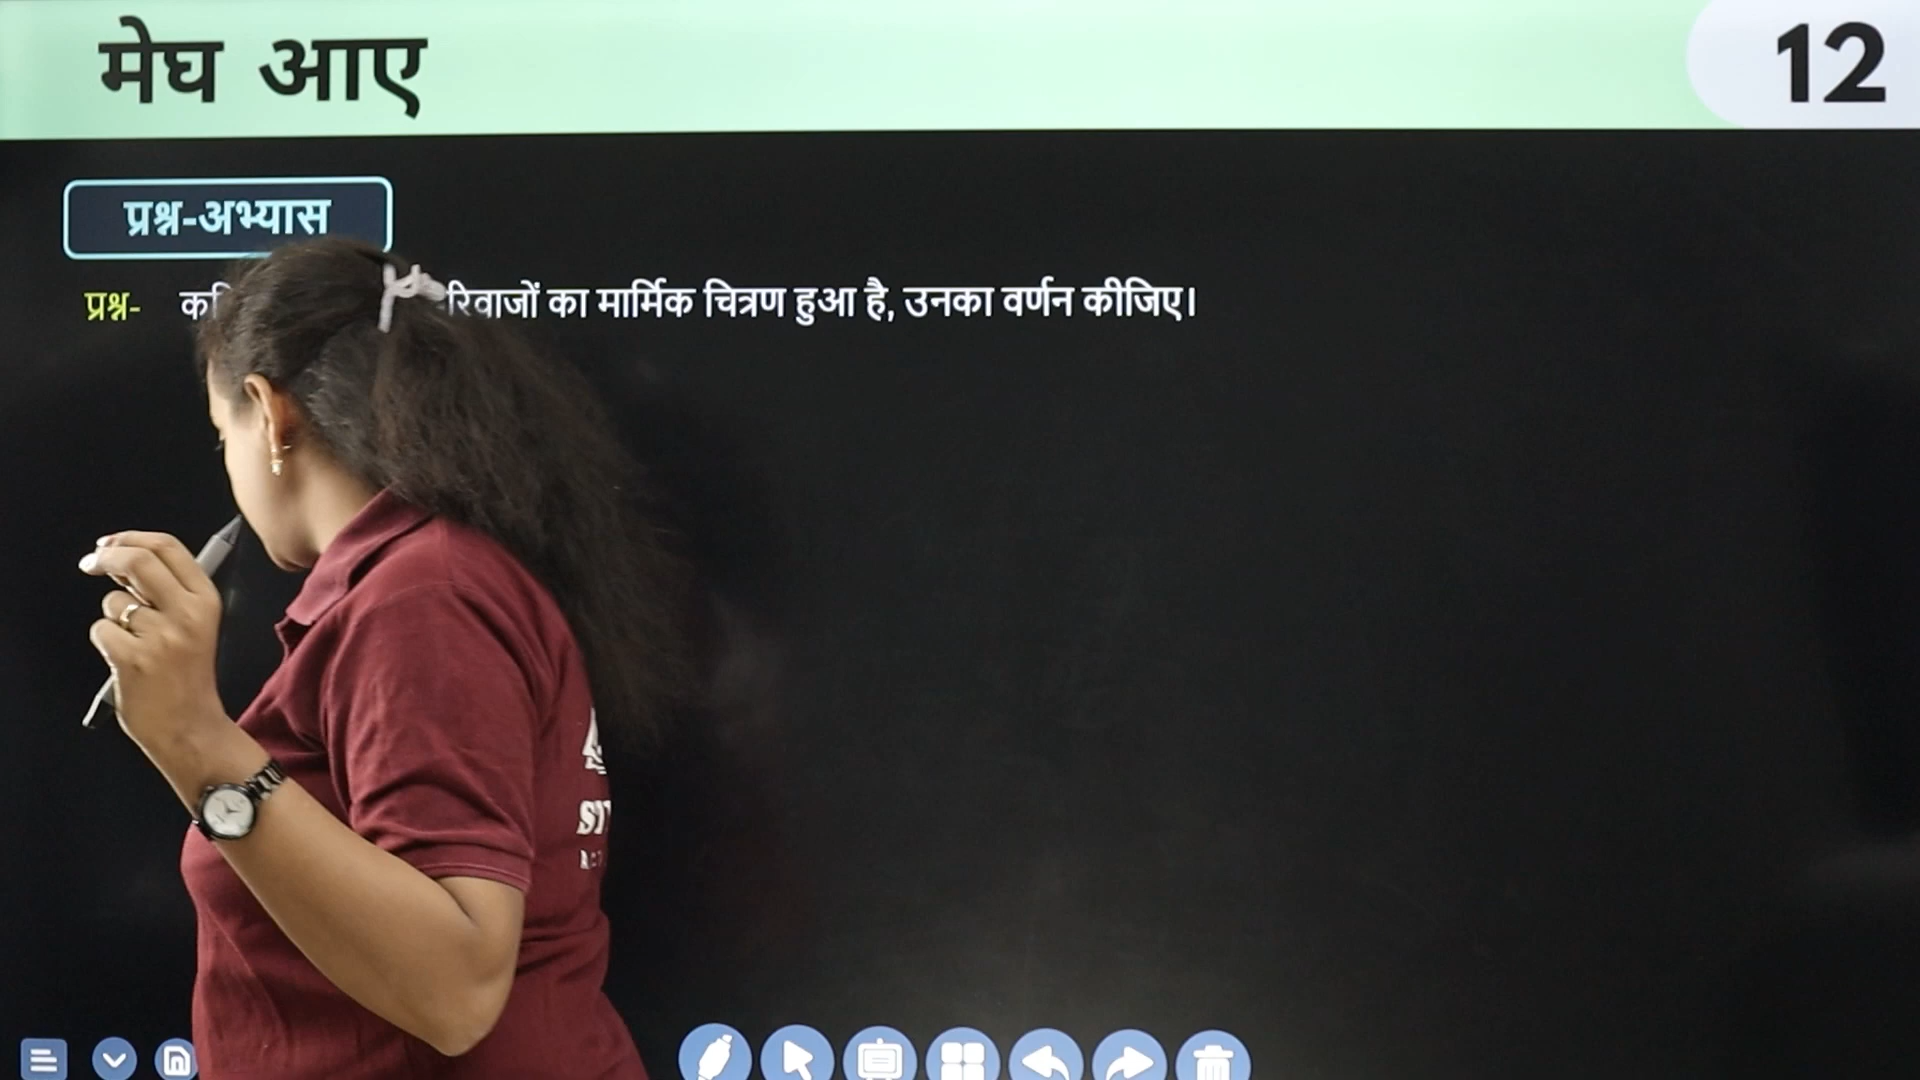 मेघ आए
12
प्रश्न-अभ्यास
प्रश्न- का मार्मिक चित्रण हुआ है, उनका वर्णन कीजिए।